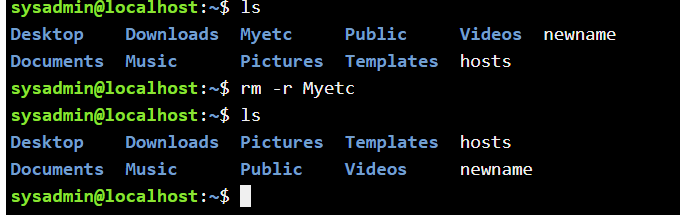 sysadmin@localhost:~$ ls
Desktop    Downloads  Myetc     Public     Videos  newname
Documents  Music      Pictures  Templates  hosts
sysadmin@localhost:~$ rm -r Myetc
sysadmin@localhost:~$ ls
Desktop    Downloads  Pictures  Templates  hosts
Documents  Music      Public    Videos     newname
sysadmin@localhost:~$